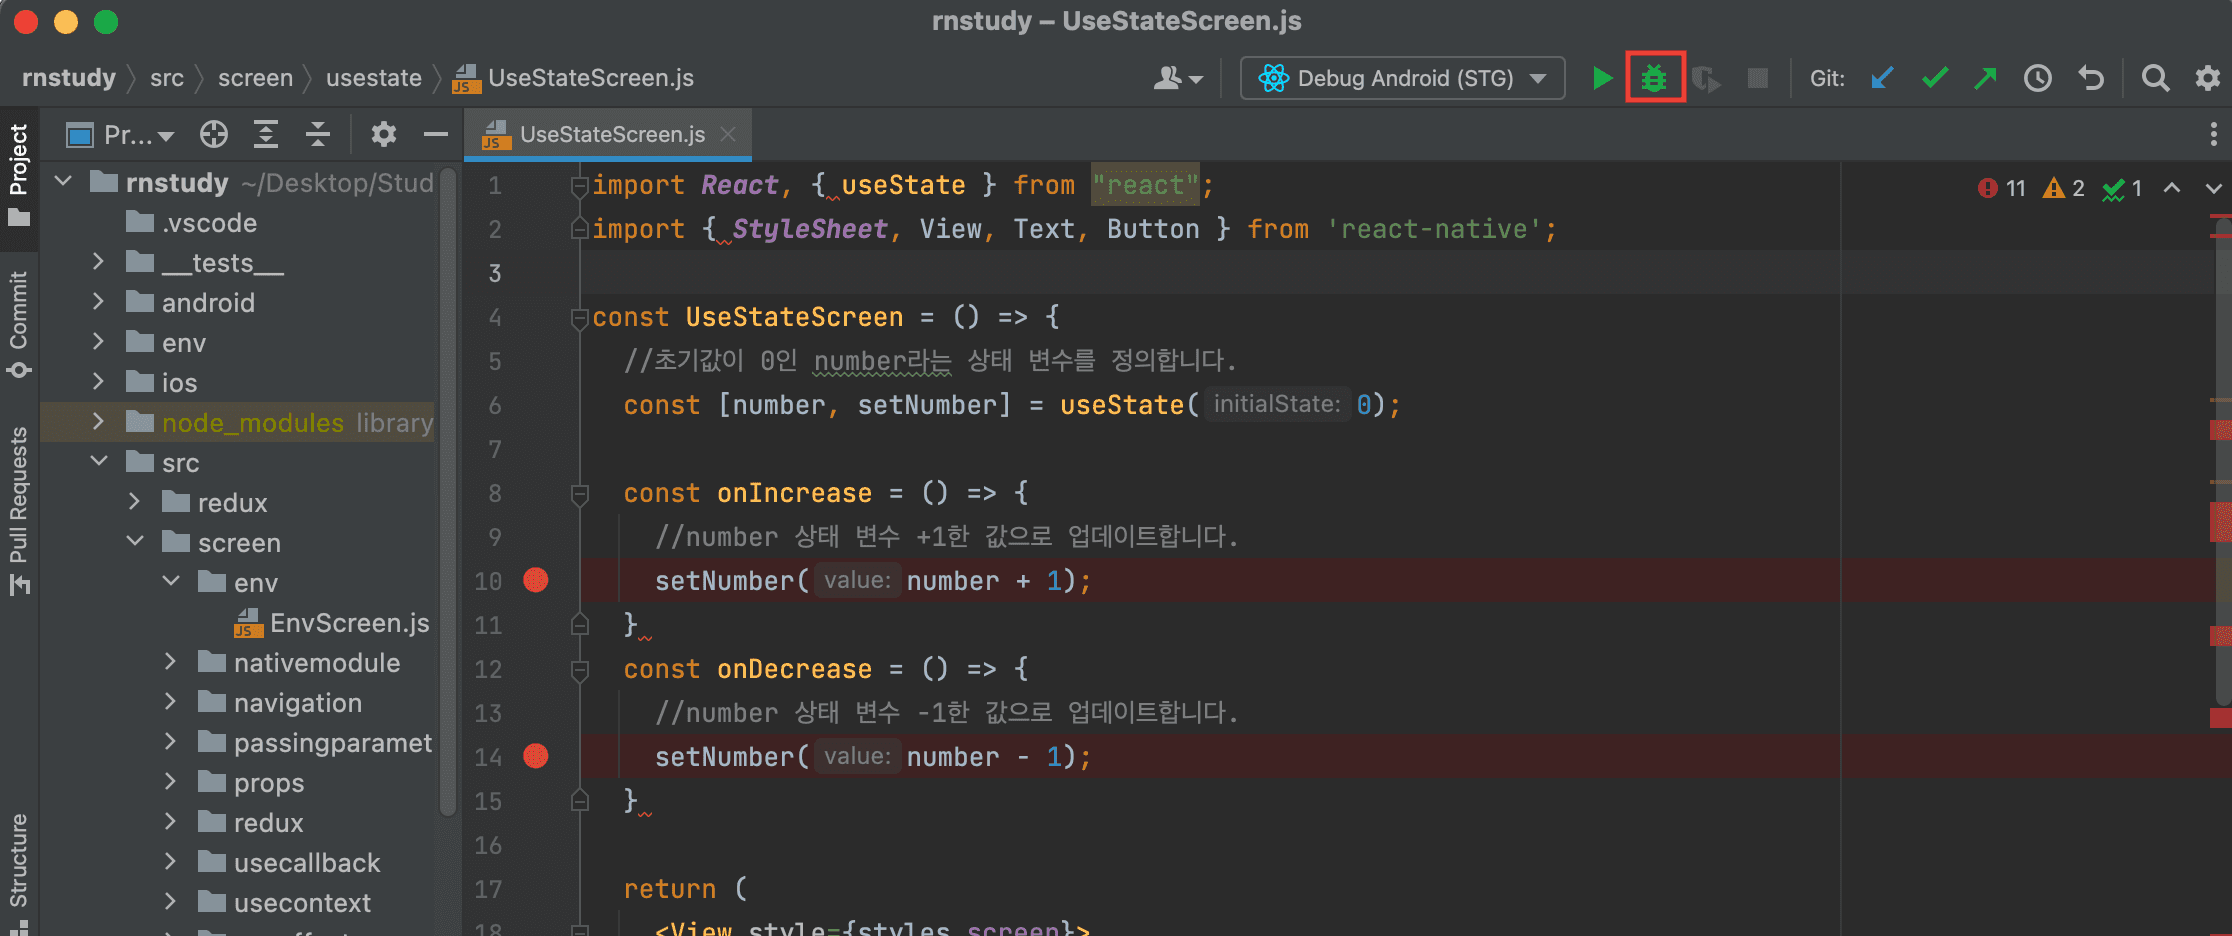 rnstudy – UseStateScreen.js
rnstudy src screen usestate UseStateScreen.js
Debug Android (STG)
Git:
Pr...
UseStateScreen.js
Project
Commit
Pull Requests
Structure
rnstudy ~/Desktop/Stud
.vscode
__tests__
android
env
ios
node_modules library
src
redux
screen
env
EnvScreen.js
nativemodule
navigation
passingparamet
props
redux
usecallback
usecontext
11 2 1
1 import React, { useState } from "react";
2 import { StyleSheet, View, Text, Button } from 'react-native';
3
4 const UseStateScreen = () => {
5 //초기값이 0인 number라는 상태 변수를 정의합니다.
6 const [number, setNumber] = useState( initialState: 0);
7
8 const onIncrease = () => {
9 //number 상태 변수 +1한 값으로 업데이트합니다.
10 setNumber( value: number + 1);
11 }
12 const onDecrease = () => {
13 //number 상태 변수 -1한 값으로 업데이트합니다.
14 setNumber( value: number - 1);
15 }
16
17 return (
18 <View style={styles.screen}>